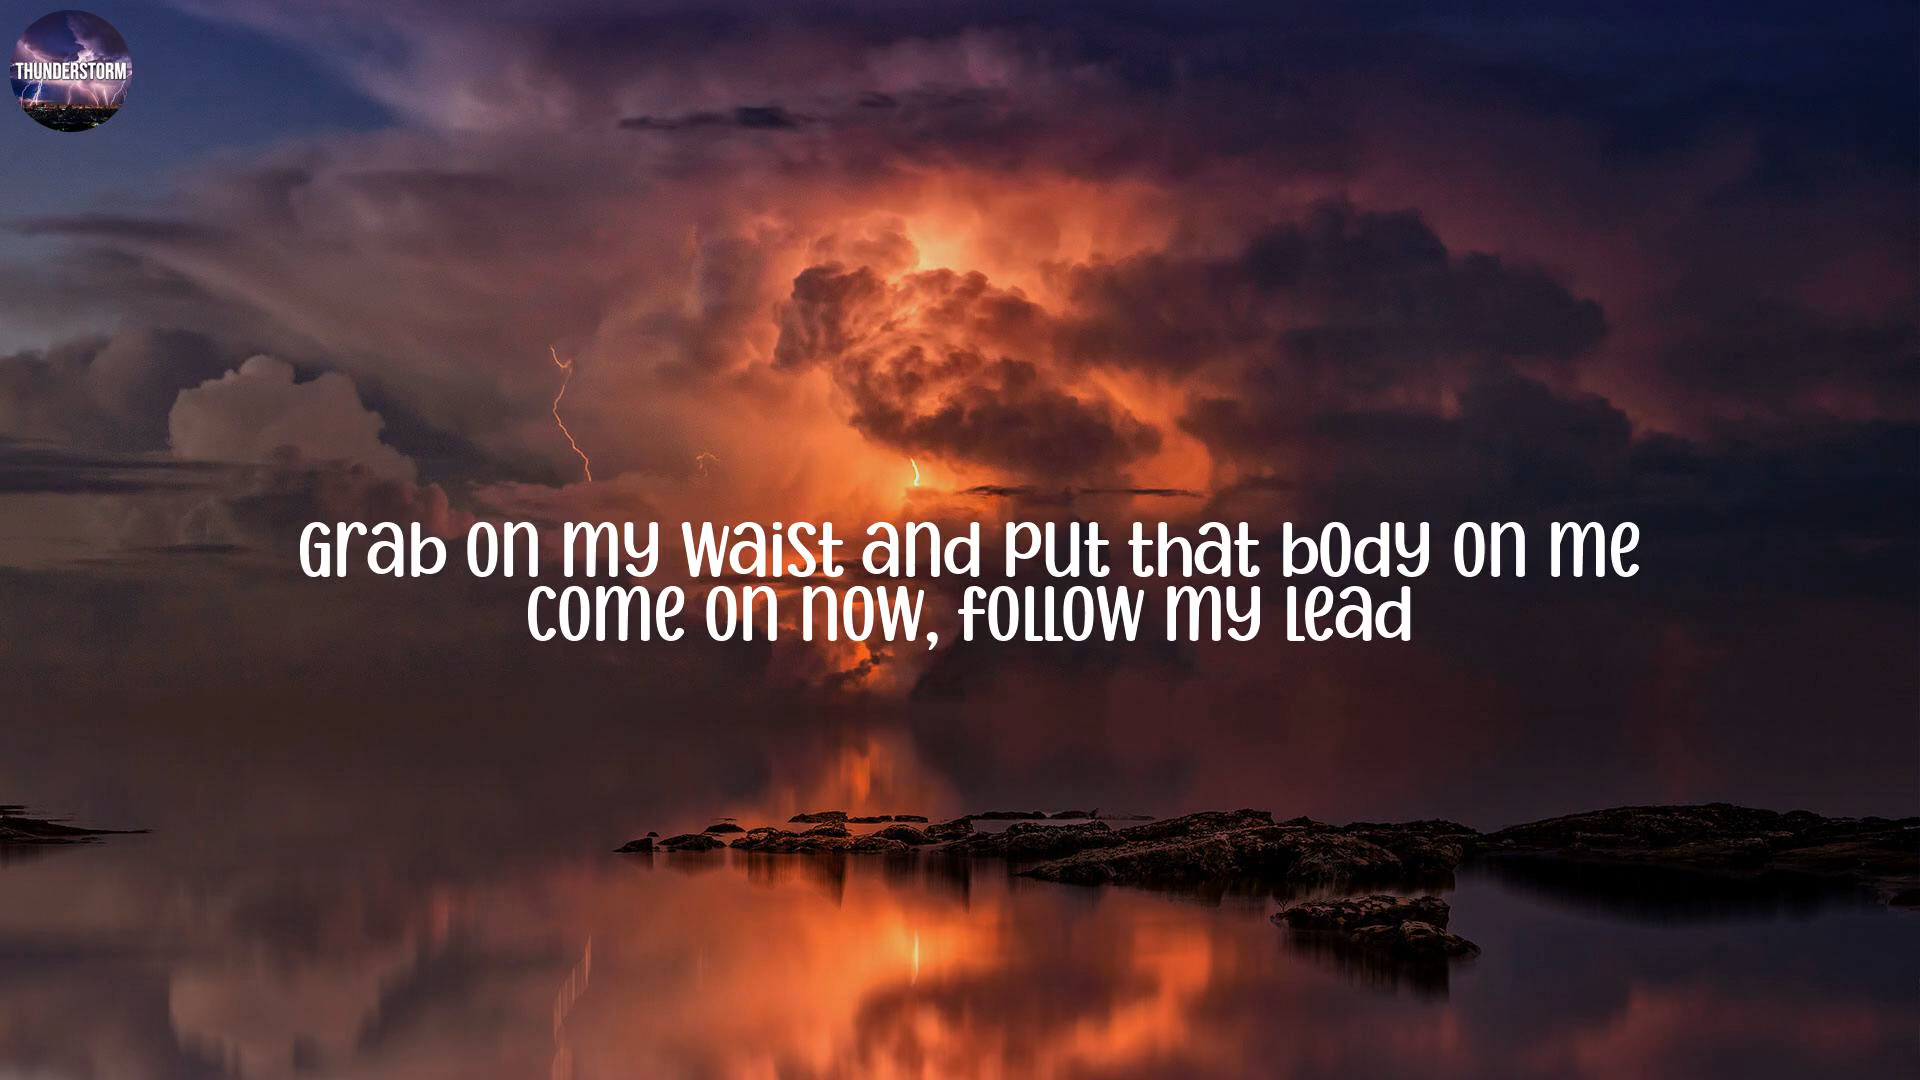 THUNDERSTORM
Grab on my waist and put that body on me
Come on now, follow my lead